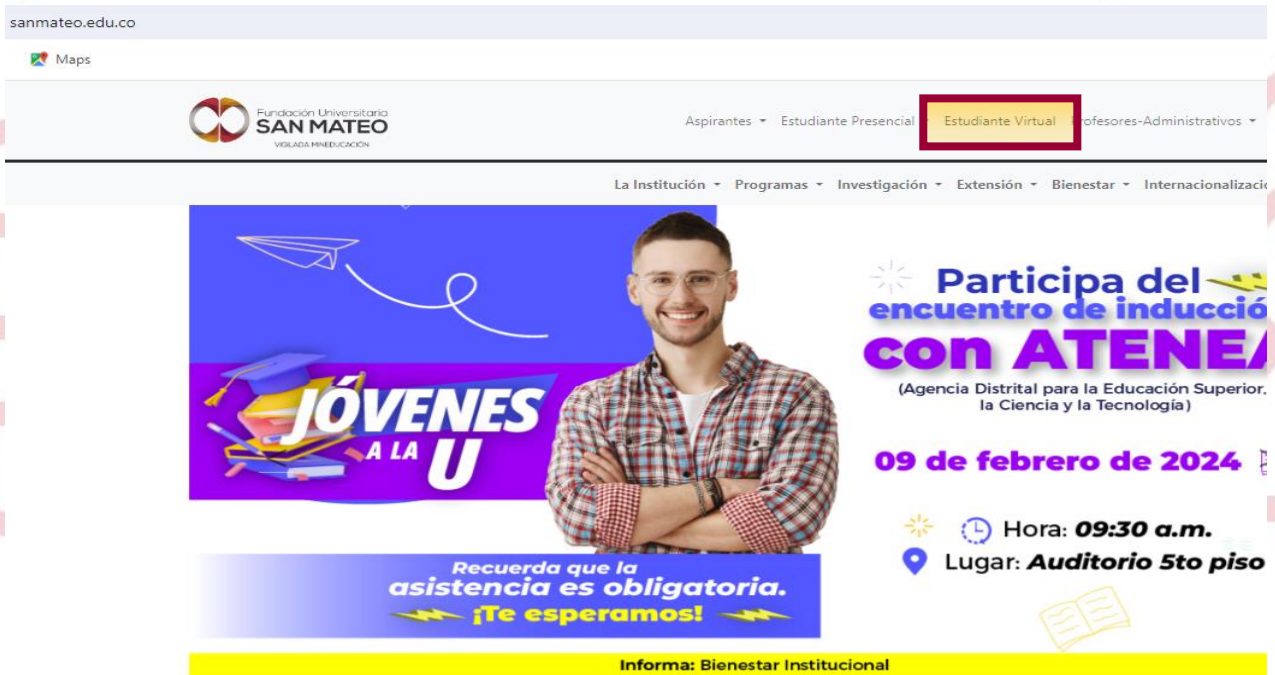 sanmateo.edu.co
Maps
Fundación Universitaria
SAN MATEO
VIGILADA MINEDUCACIÓN
Aspirantes Estudiante Presencial Estudiante Virtual Profesores-Administrativos
La Institución Programas Investigación Extensión Bienestar Internacionalizació
JÓVENES
A LA U
Recuerda que la
asistencia es obligatoria.
¡Te esperamos!
Participa del
encuentro de inducció
con ATENEA
(Agencia Distrital para la Educación Superior,
la Ciencia y la Tecnología)
09 de febrero de 2024
Hora: 09:30 a.m.
Lugar: Auditorio 5to piso
Informa: Bienestar Institucional